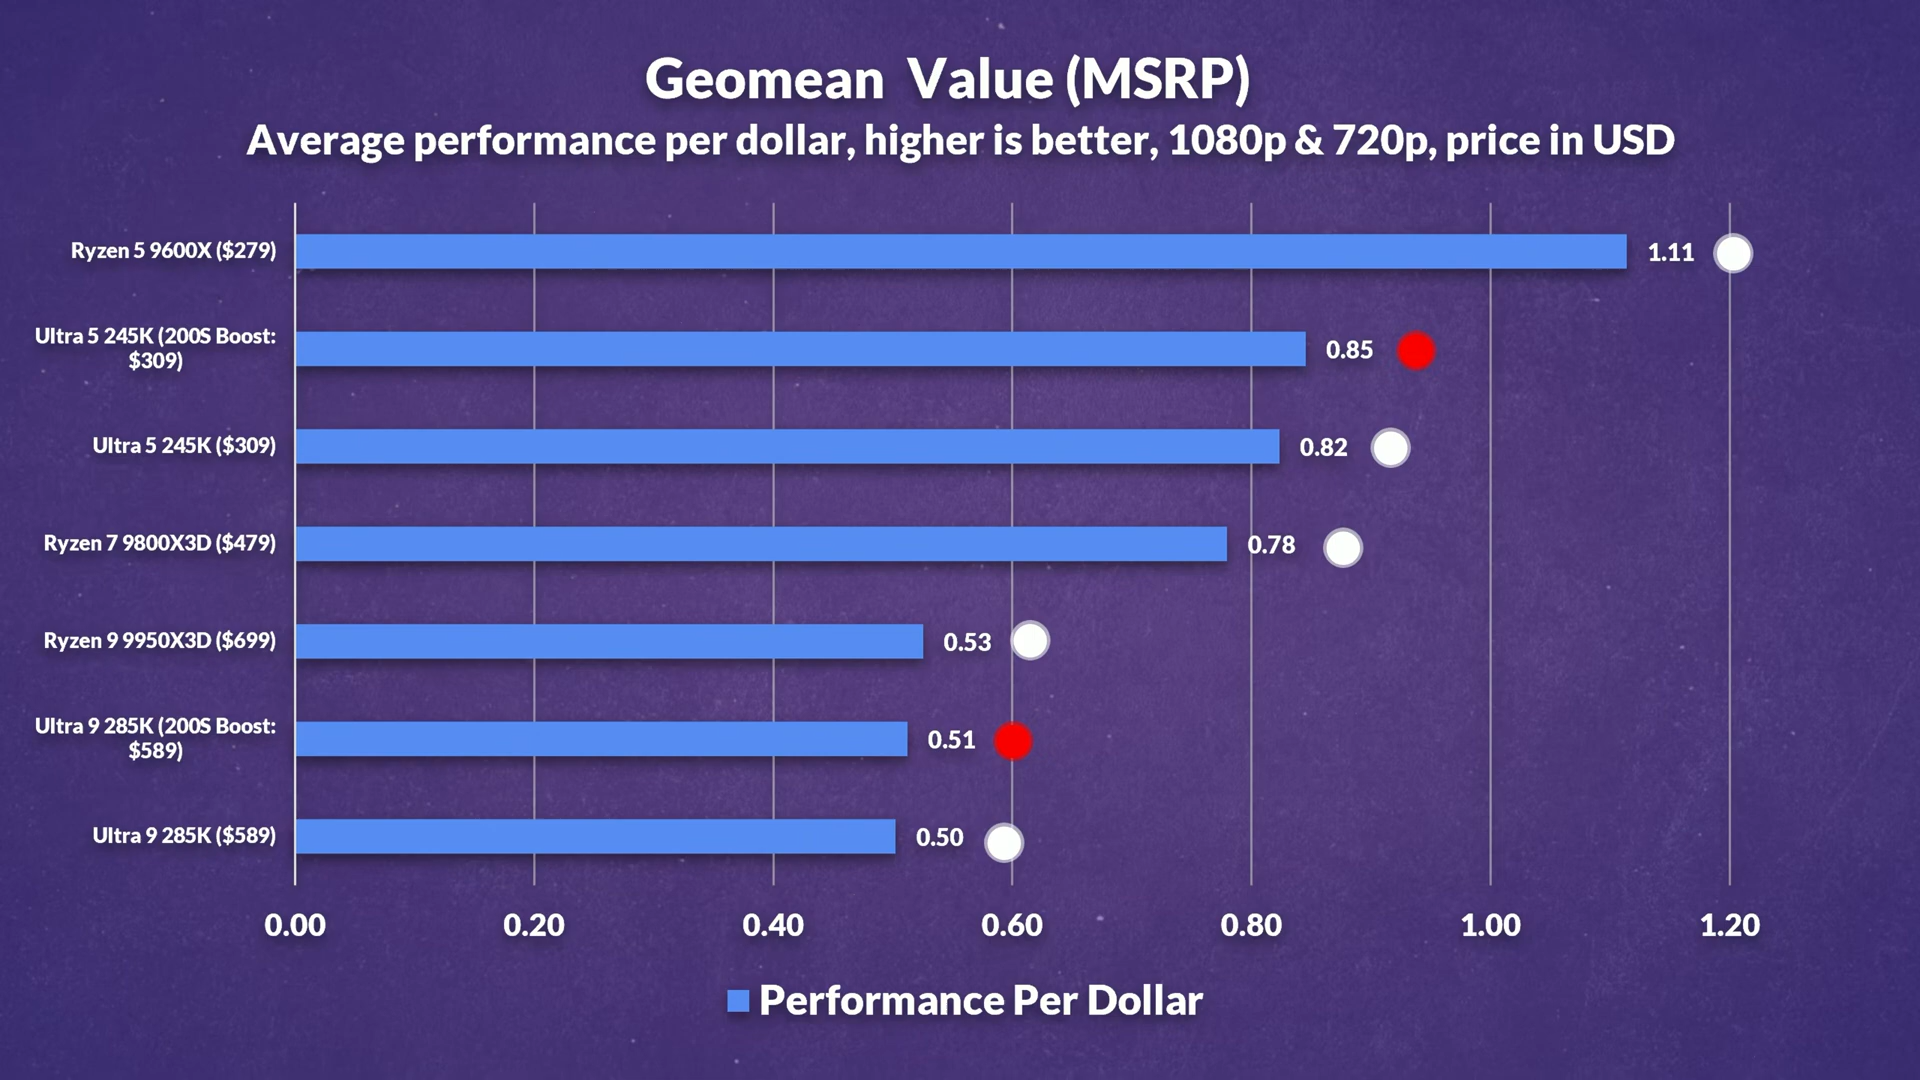 Geomean  Value (MSRP)
Average performance per dollar, higher is better, 1080p & 720p, price in USD
Ryzen 5 9600X ($279)
1.11
Ultra 5 245K (200S Boost:
$309)
0.85
Ultra 5 245K ($309)
0.82
Ryzen 7 9800X3D ($479)
0.78
Ryzen 9 9950X3D ($699)
0.53
Ultra 9 285K (200S Boost:
$589)
0.51
Ultra 9 285K ($589)
0.50
0.00 0.20 0.40 0.60 0.80 1.00 1.20
Performance Per Dollar